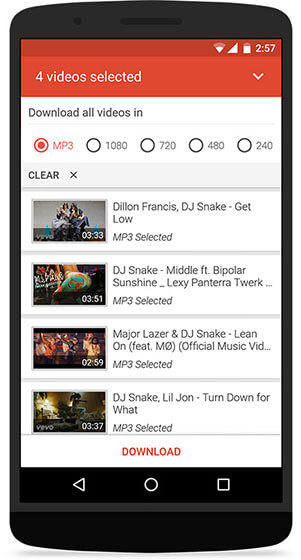 2:57
4 videos selected
Download all videos in
MP3 1080 720 480 240
CLEAR ✕
Dillon Francis, DJ Snake - Get
Low
vevo 03:33
MP3 Selected
DJ Snake - Middle ft. Bipolar
Sunshine _ Lexy Panterra Twerk ...
03:51
MP3 Selected
Major Lazer & DJ Snake - Lean
On (feat. MØ) (Official Music Vid...
02:59
MP3 Selected
DJ Snake, Lil Jon - Turn Down for
What
vevo 03:37
MP3 Selected
DOWNLOAD